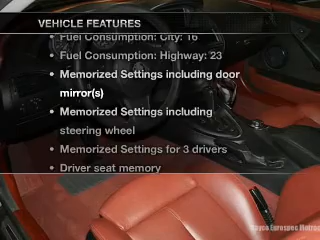 VEHICLE FEATURES
• Fuel Consumption: City: 16
• Fuel Consumption: Highway: 23
• Memorized Settings including door
mirror(s)
• Memorized Settings including
steering wheel
• Memorized Settings for 3 drivers
• Driver seat memory